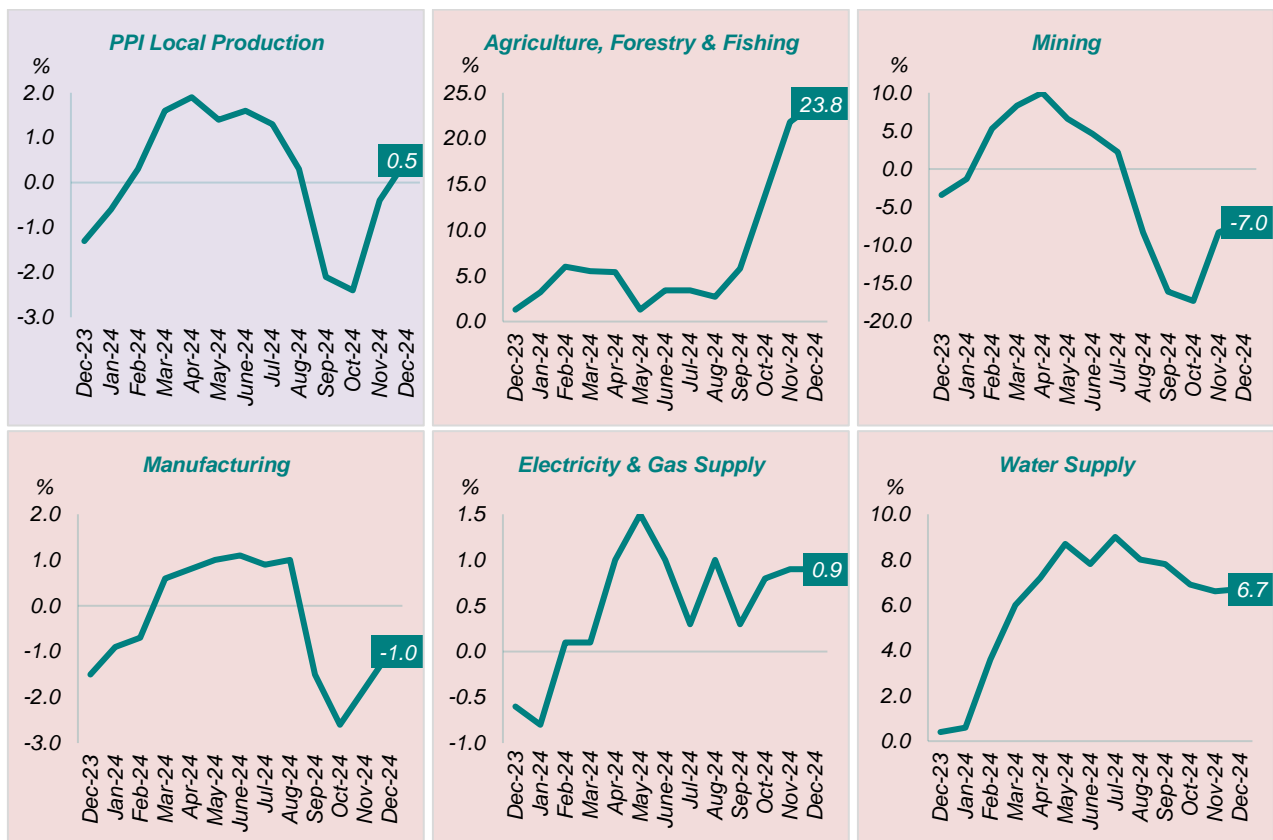 PPI Local Production
%
2.0
1.0
0.0
-1.0
-2.0
-3.0
0.5
Dec-23
Jan-24
Feb-24
Mar-24
Apr-24
May-24
June-24
Jul-24
Aug-24
Sep-24
Oct-24
Nov-24
Dec-24
Agriculture, Forestry & Fishing
%
25.0
20.0
15.0
10.0
5.0
0.0
23.8
Dec-23
Jan-24
Feb-24
Mar-24
Apr-24
May-24
June-24
Jul-24
Aug-24
Sep-24
Oct-24
Nov-24
Dec-24
Mining
%
10.0
5.0
0.0
-5.0
-10.0
-15.0
-20.0
-7.0
Dec-23
Jan-24
Feb-24
Mar-24
Apr-24
May-24
June-24
Jul-24
Aug-24
Sep-24
Oct-24
Nov-24
Dec-24
Manufacturing
%
2.0
1.0
0.0
-1.0
-2.0
-3.0
-1.0
Dec-23
Jan-24
Feb-24
Mar-24
Apr-24
May-24
June-24
Jul-24
Aug-24
Sep-24
Oct-24
Nov-24
Dec-24
Electricity & Gas Supply
%
1.5
1.0
0.5
0.0
-0.5
-1.0
0.9
Dec-23
Jan-24
Feb-24
Mar-24
Apr-24
May-24
June-24
Jul-24
Aug-24
Sep-24
Oct-24
Nov-24
Dec-24
Water Supply
%
10.0
8.0
6.0
4.0
2.0
0.0
6.7
Dec-23
Jan-24
Feb-24
Mar-24
Apr-24
May-24
June-24
Jul-24
Aug-24
Sep-24
Oct-24
Nov-24
Dec-24